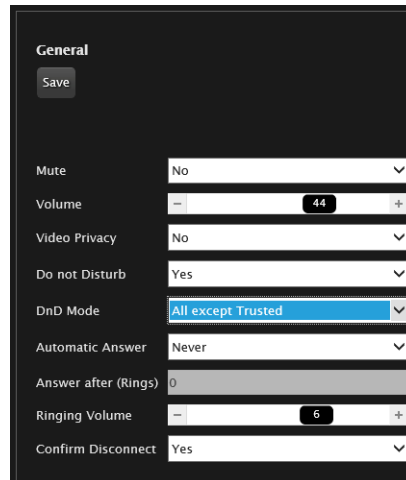 General
Save
Mute No
Volume − 44 +
Video Privacy No
Do not Disturb Yes
DnD Mode All except Trusted
Automatic Answer Never
Answer after (Rings) 0
Ringing Volume − 6 +
Confirm Disconnect Yes